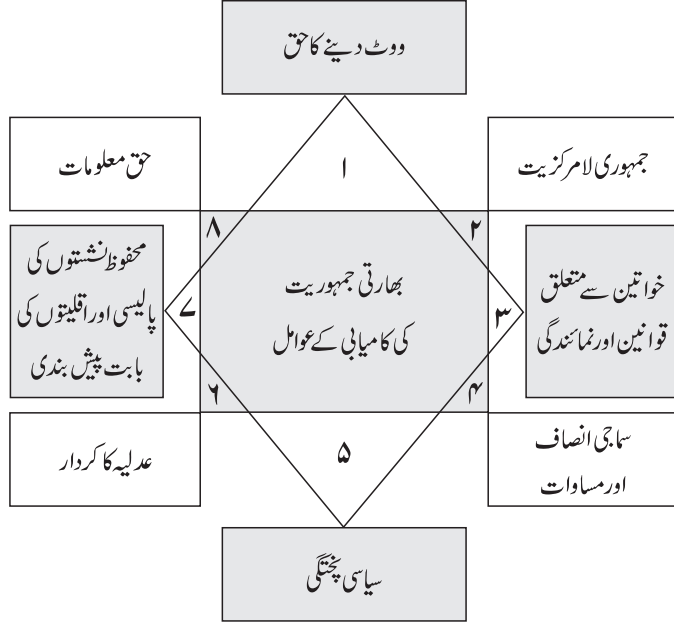 ووٹ دینے کا حق
حق معلومات
جمہوری لامرکزیت
۱
۸
۲
محفوظ نشستوں کی
پالیسی اور اقلیتوں کی
بابت پیش بندی
بھارتی جمہوریت
کی کامیابی کے عوامل
خواتین سے متعلق
قوانین اور نمائندگی
۷
۳
۶
۴
۵
عدلیہ کا کردار
سماجی انصاف
اور مساوات
سیاسی پختگی